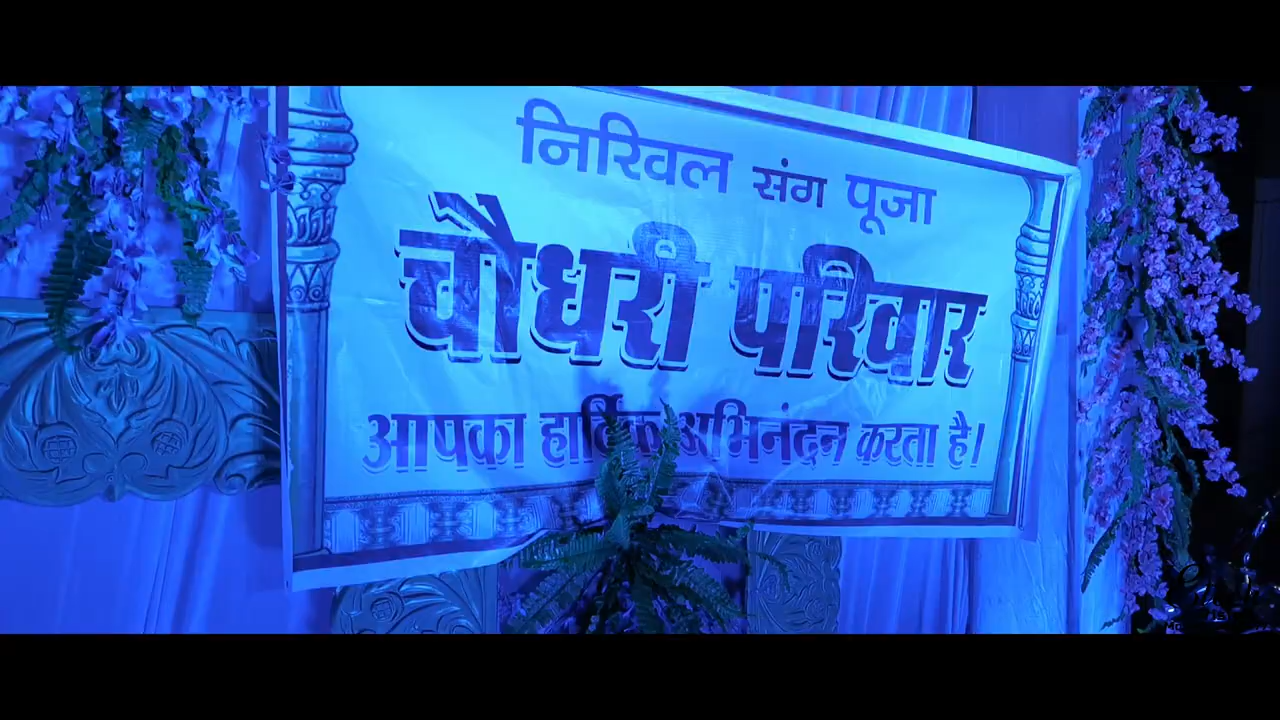 निरिवल संग पूजा
चौधरी परिवार
आपका हार्दिक अभिनंदन करता है।